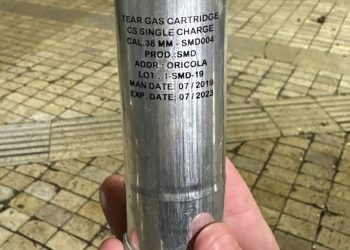 TEAR GAS CARTRIDGE
CS SINGLE CHARGE
CAL.38 MM - SMD004
PROD.:SMD
ADDR.: ORICOLA
LOT : 1-SMD-19
MAN DATE: 07/2019
EXP. DATE: 07/2023